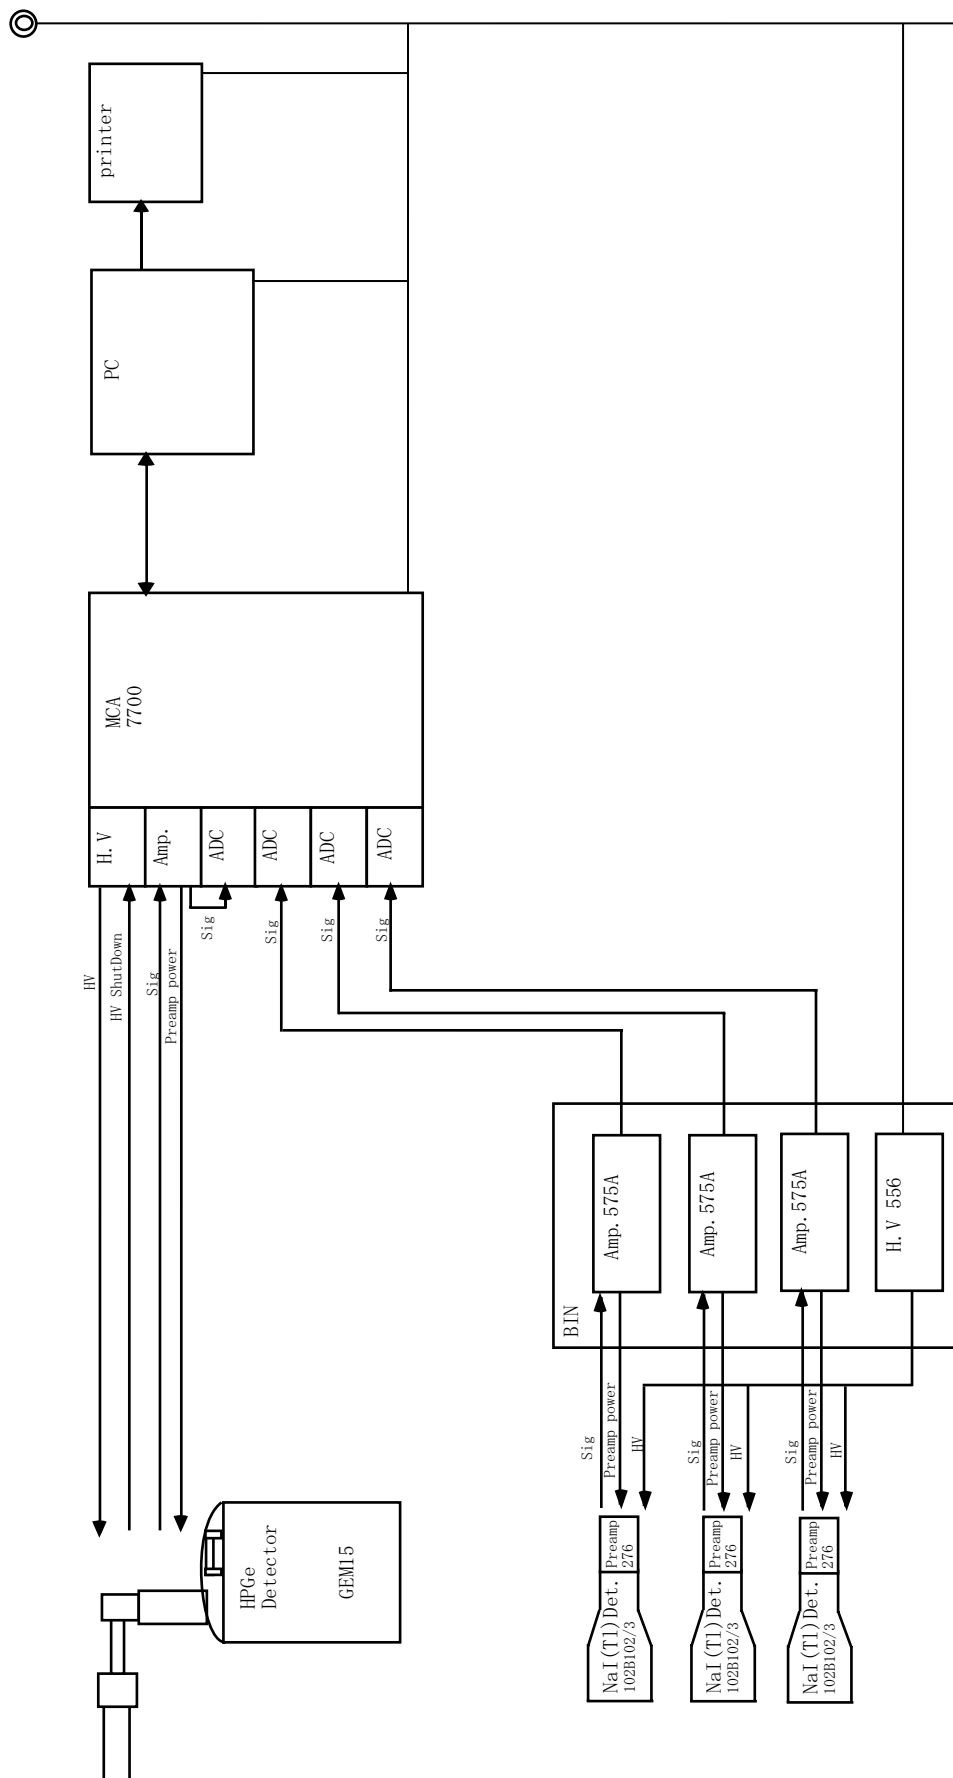 printer
PC
MCA
7700
H.V
Amp.
ADC
ADC
ADC
ADC
Sig
Sig
Sig
Sig
HV
HV ShutDown
Sig
Preamp power
BIN
Amp.575A
Amp.575A
Amp.575A
H.V 556
Sig
Preamp power
HV
Sig
Preamp power
HV
Sig
Preamp power
HV
HPGe
Detector
GEM15
Preamp
276
NaI(Tl)Det.
102B102/3
Preamp
276
NaI(Tl)Det.
102B102/3
Preamp
276
NaI(Tl)Det.
102B102/3